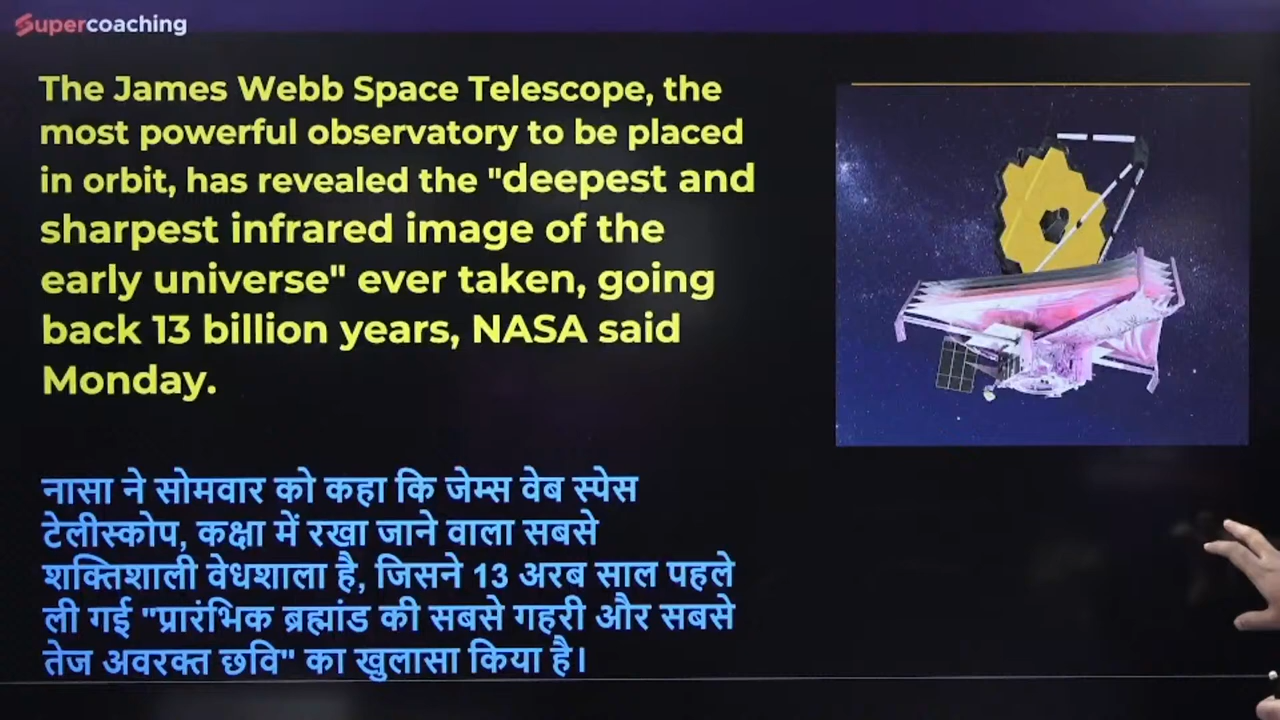 Supercoaching
The James Webb Space Telescope, the
most powerful observatory to be placed
in orbit, has revealed the "deepest and
sharpest infrared image of the
early universe" ever taken, going
back 13 billion years, NASA said
Monday.
नासा ने सोमवार को कहा कि जेम्स वेब स्पेस
टेलीस्कोप, कक्षा में रखा जाने वाला सबसे
शक्तिशाली वेधशाला है, जिसने 13 अरब साल पहले
ली गई "प्रारंभिक ब्रह्मांड की सबसे गहरी और सबसे
तेज अवरक्त छवि" का खुलासा किया है।